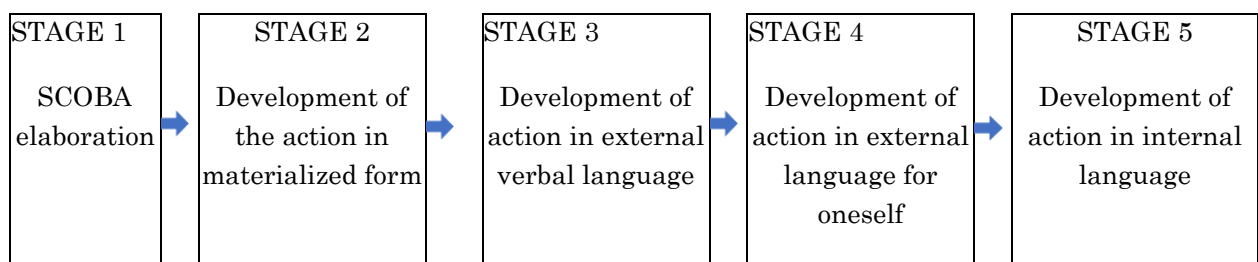 STAGE 1
SCOBA
elaboration
STAGE 2
Development of
the action in
materialized form
STAGE 3
Development of
action in external
verbal language
STAGE 4
Development of
action in external
language for
oneself
STAGE 5
Development of
action in internal
language